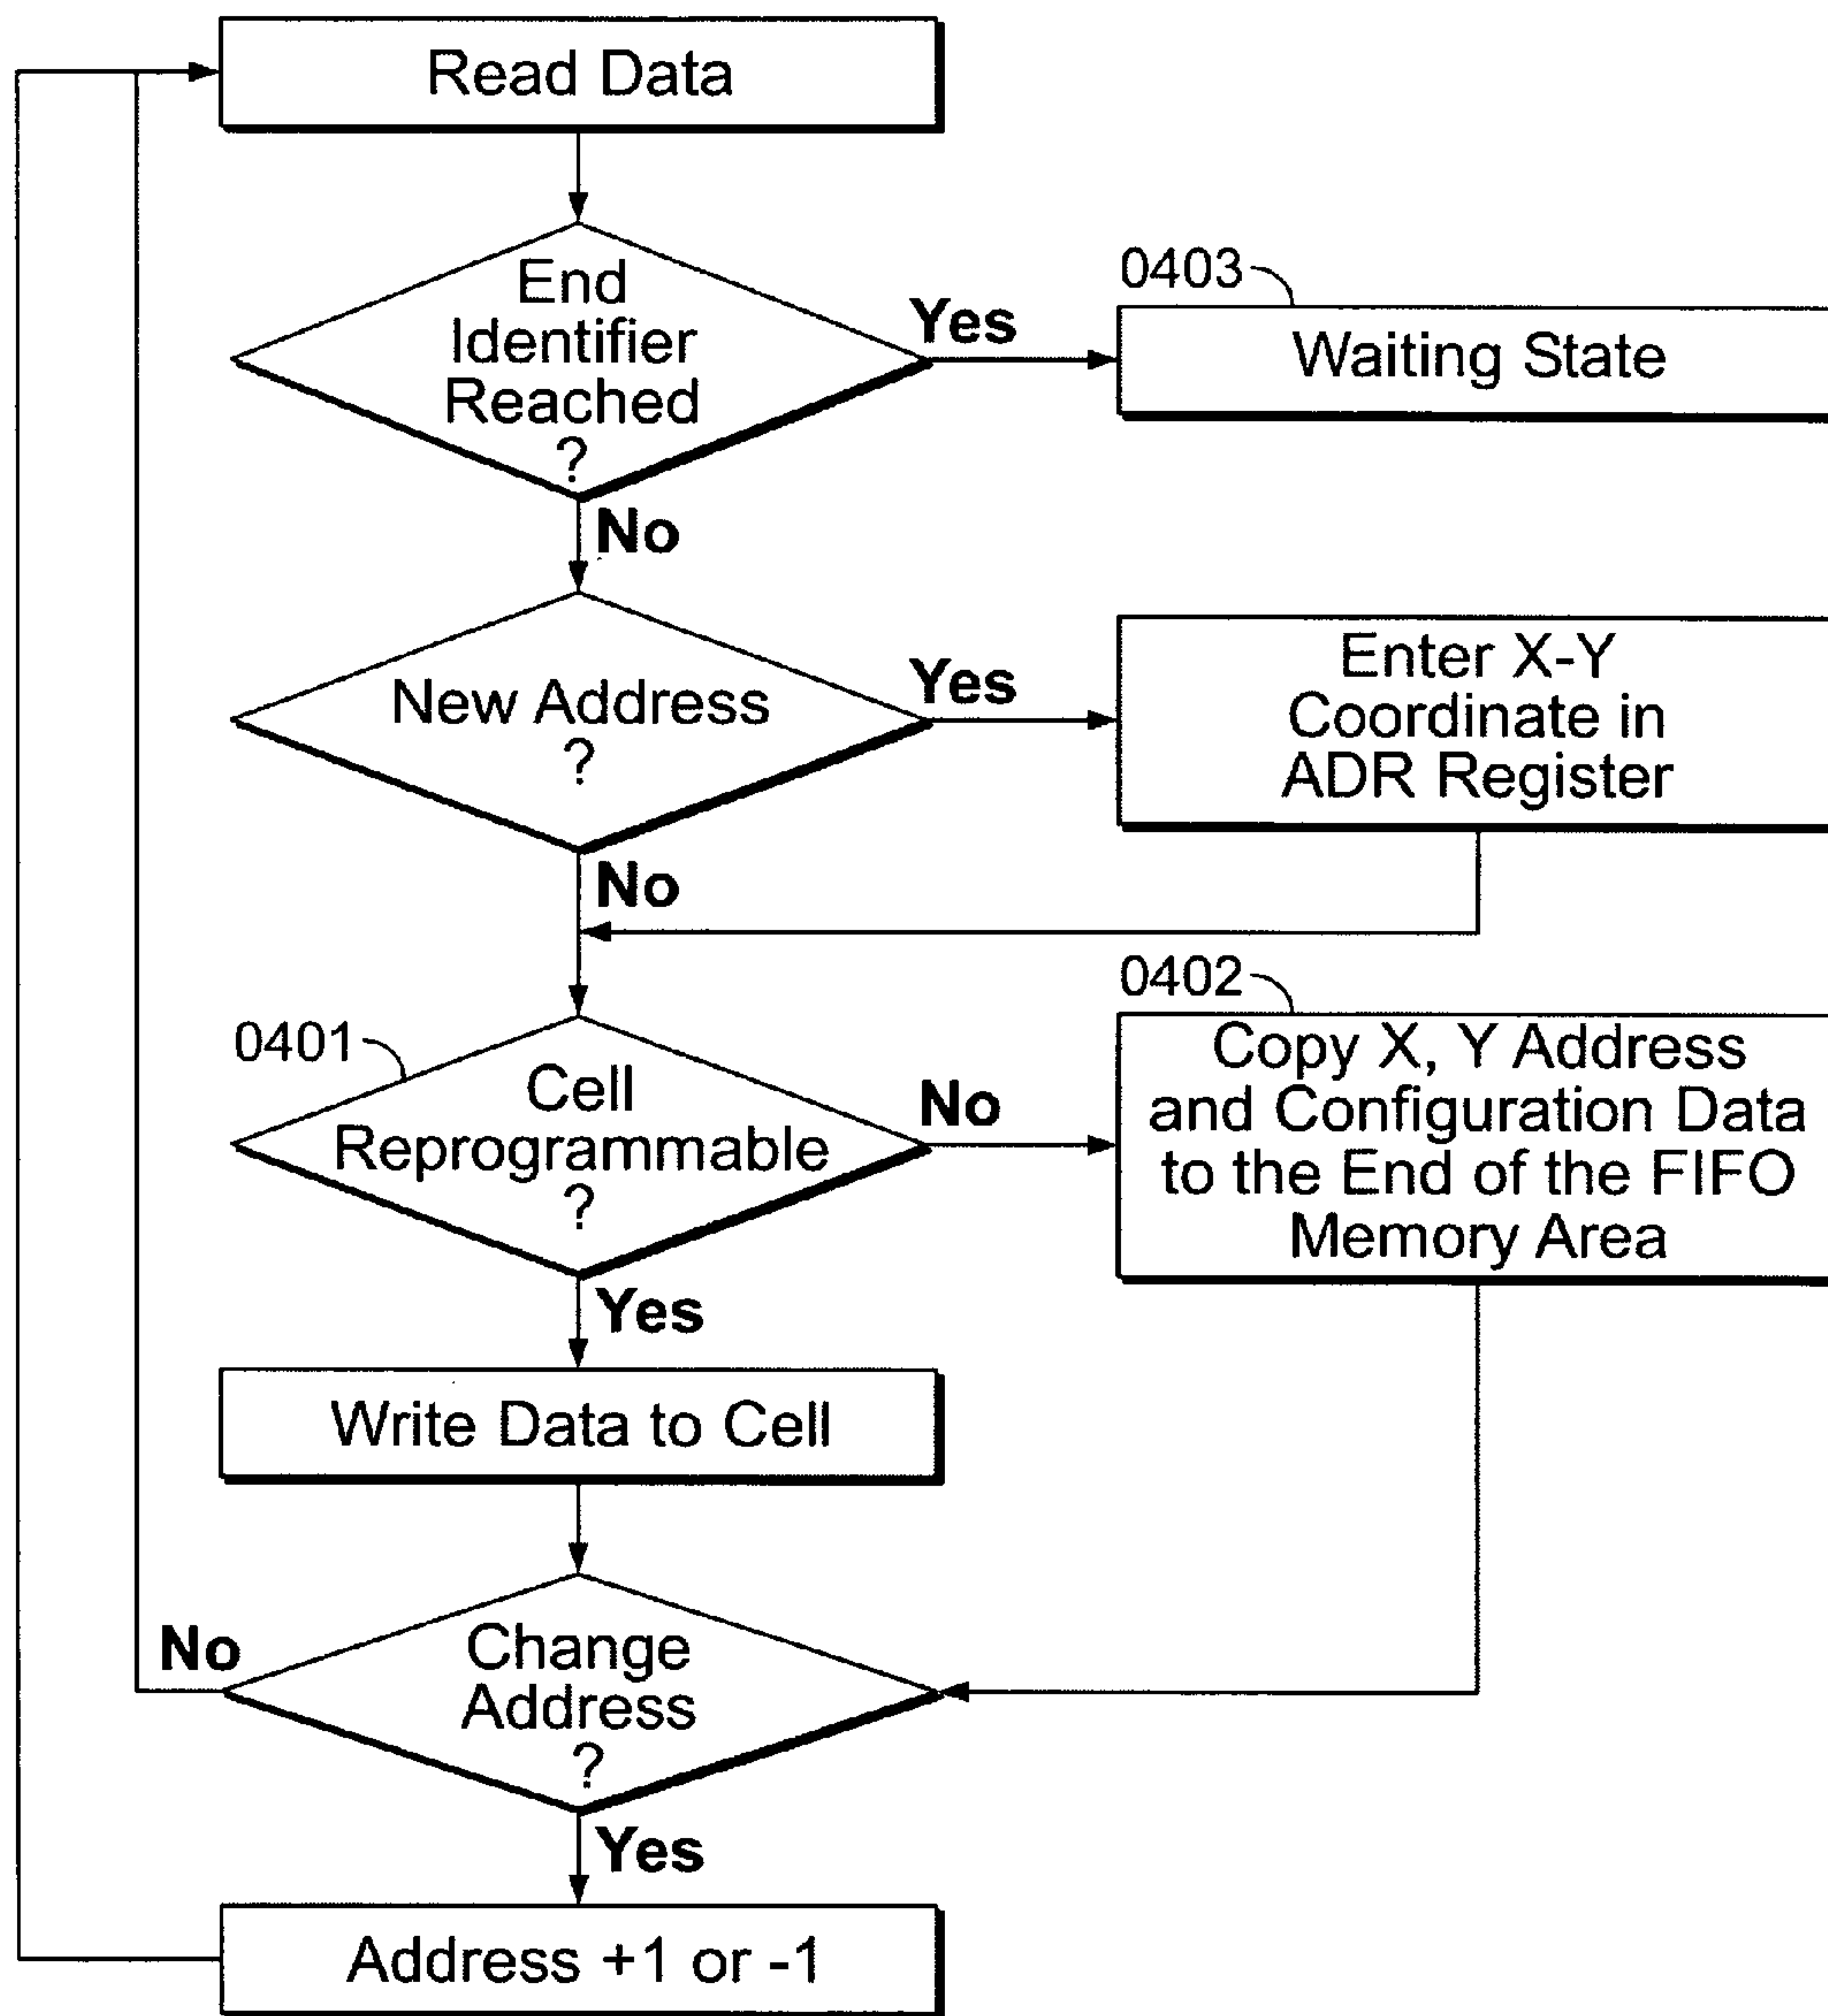 Read Data
End
Identifier
Reached
?
Yes
0403
Waiting State
No
New Address
?
Yes
Enter X-Y
Coordinate in
ADR Register
No
0401
Cell
Reprogrammable
?
No
0402
Copy X, Y Address
and Configuration Data
to the End of the FIFO
Memory Area
Yes
Write Data to Cell
Change
Address
?
No
Yes
Address +1 or -1